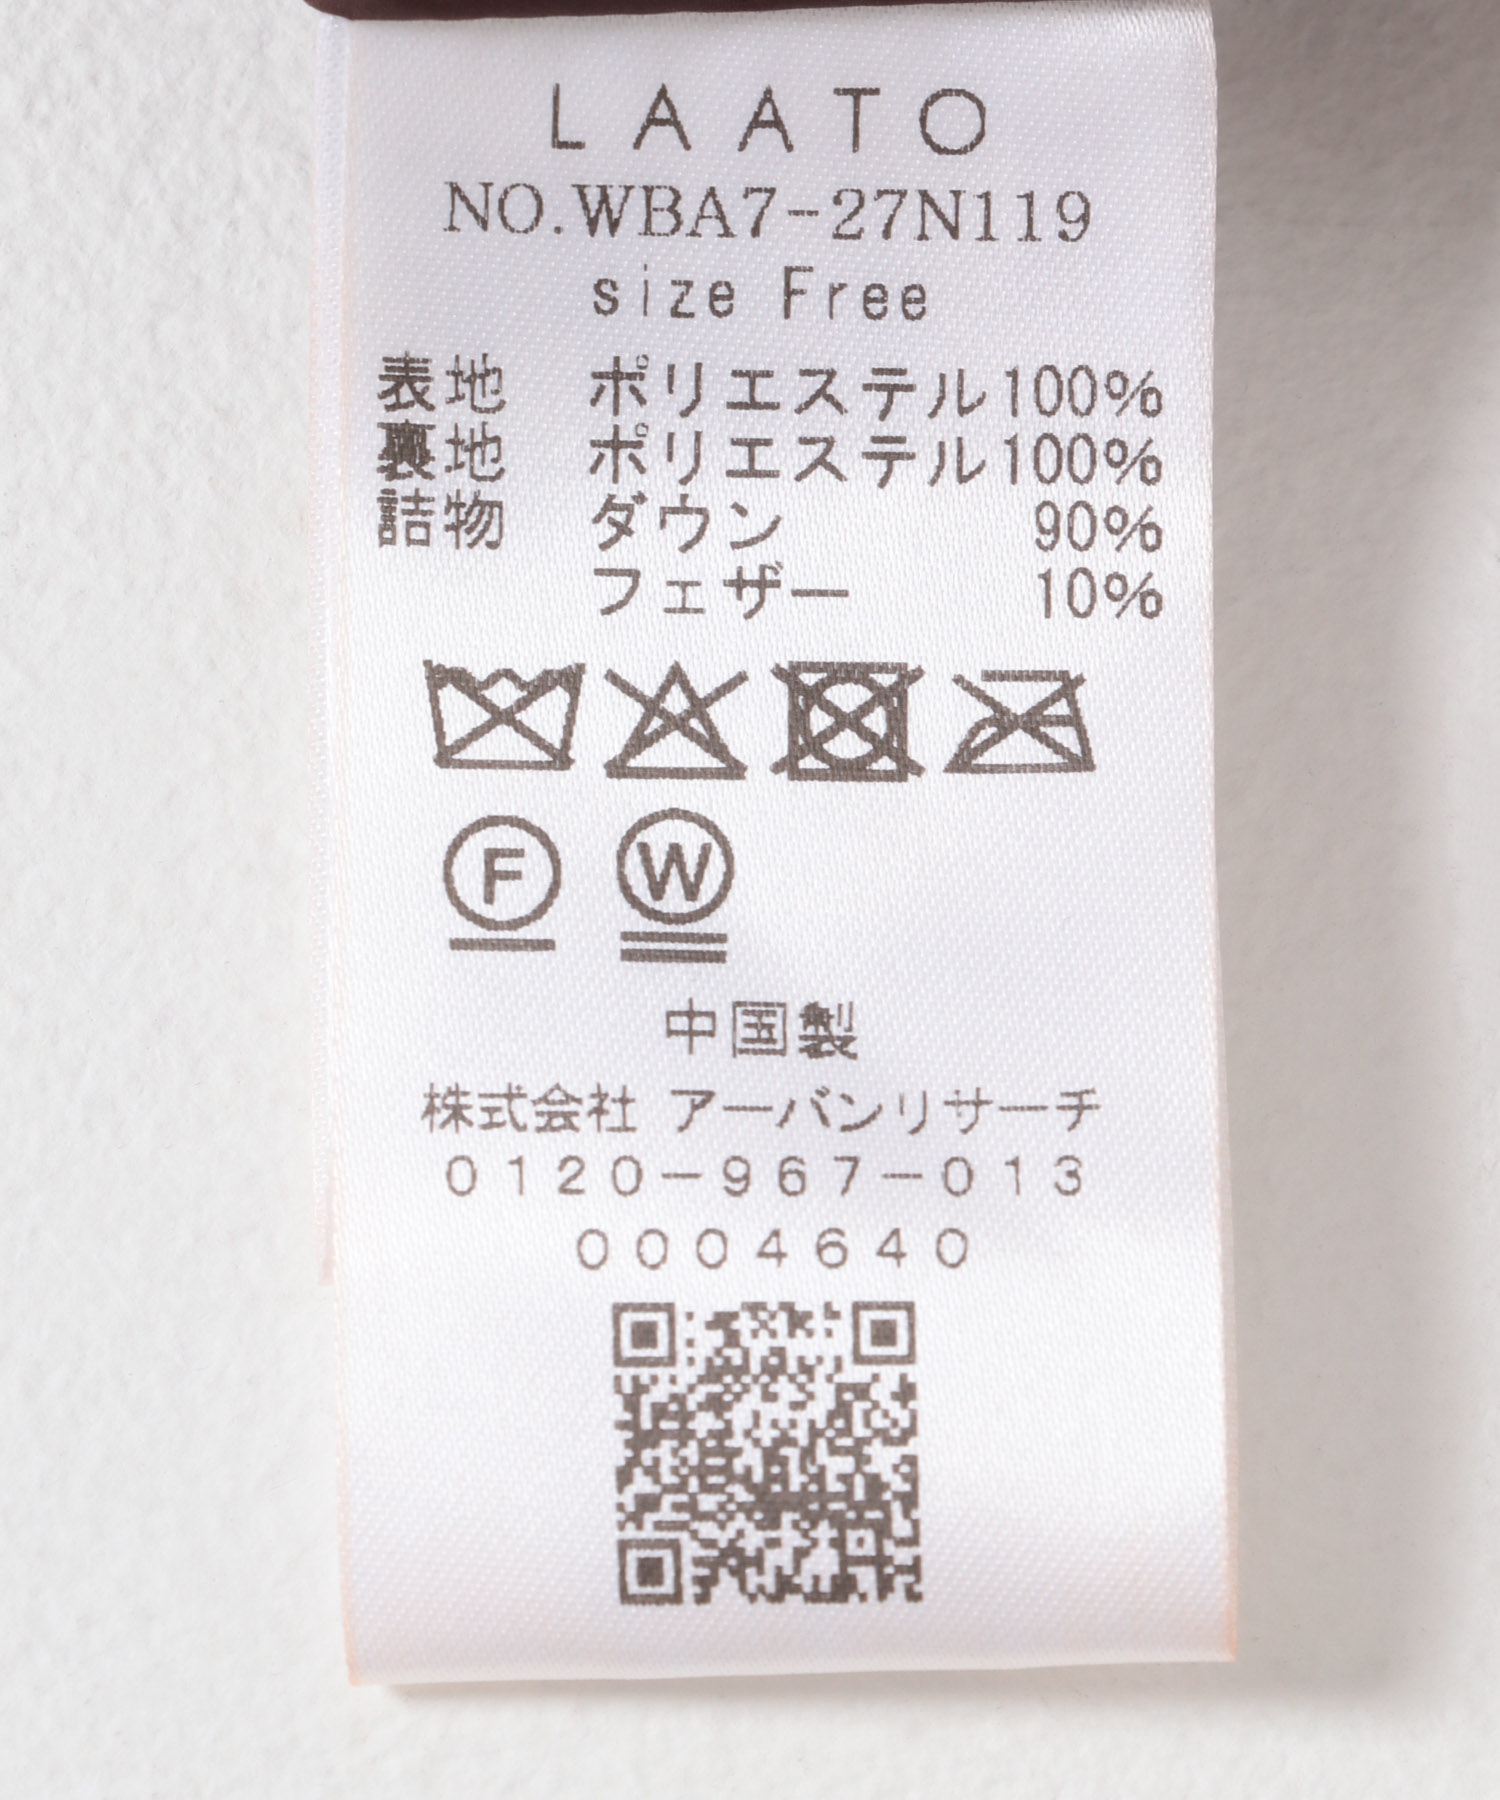 LAATO
NO.WBA7-27N119
size Free
表地 ポリエステル100%
裏地 ポリエステル100%
詰物 ダウン 90%
フェザー 10%
F W
中国製
株式会社 アーバンリサーチ
0120-967-013
0004640